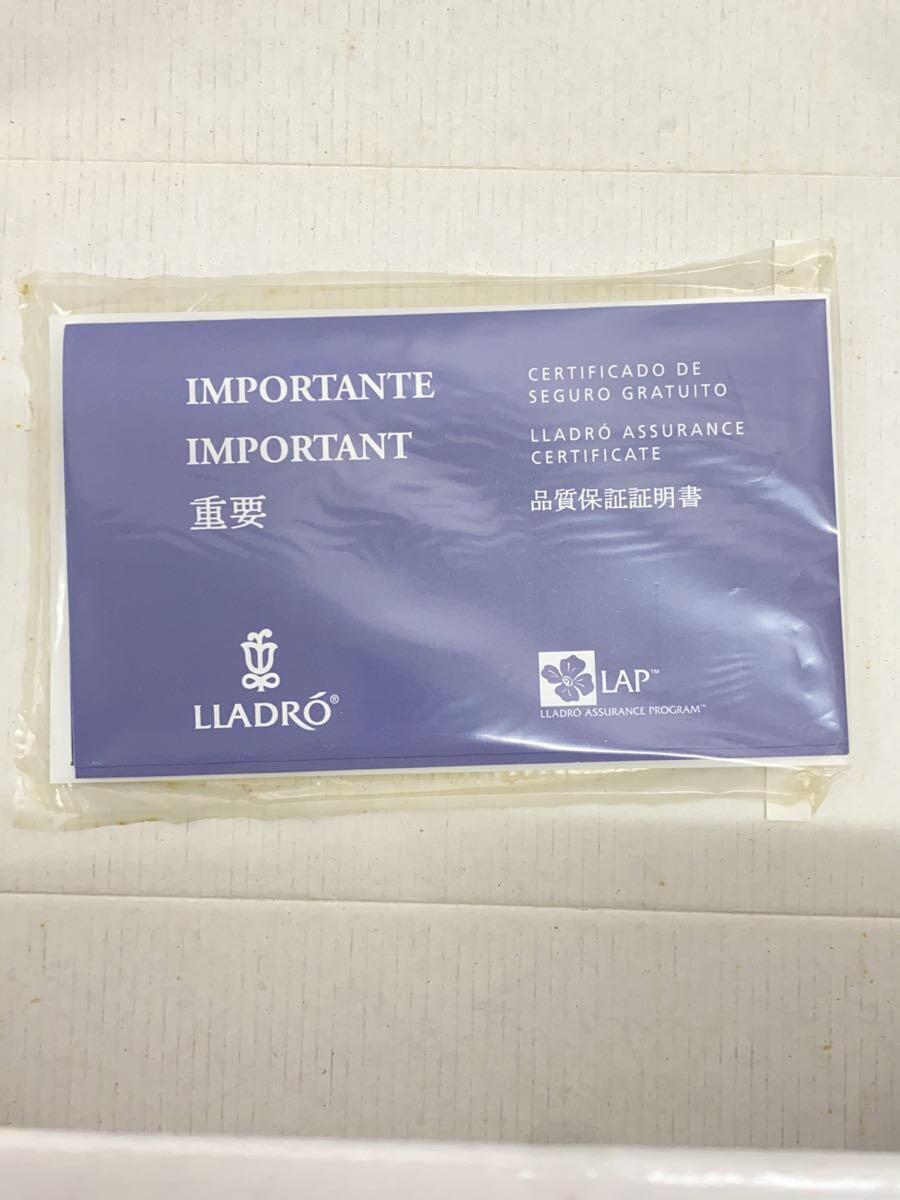 IMPORTANTE
IMPORTANT
重要
CERTIFICADO DE
SEGURO GRATUITO
LLADRÓ ASSURANCE
CERTIFICATE
品質保証証明書
LLADRÓ®
LAP™
LLADRÓ ASSURANCE PROGRAM™